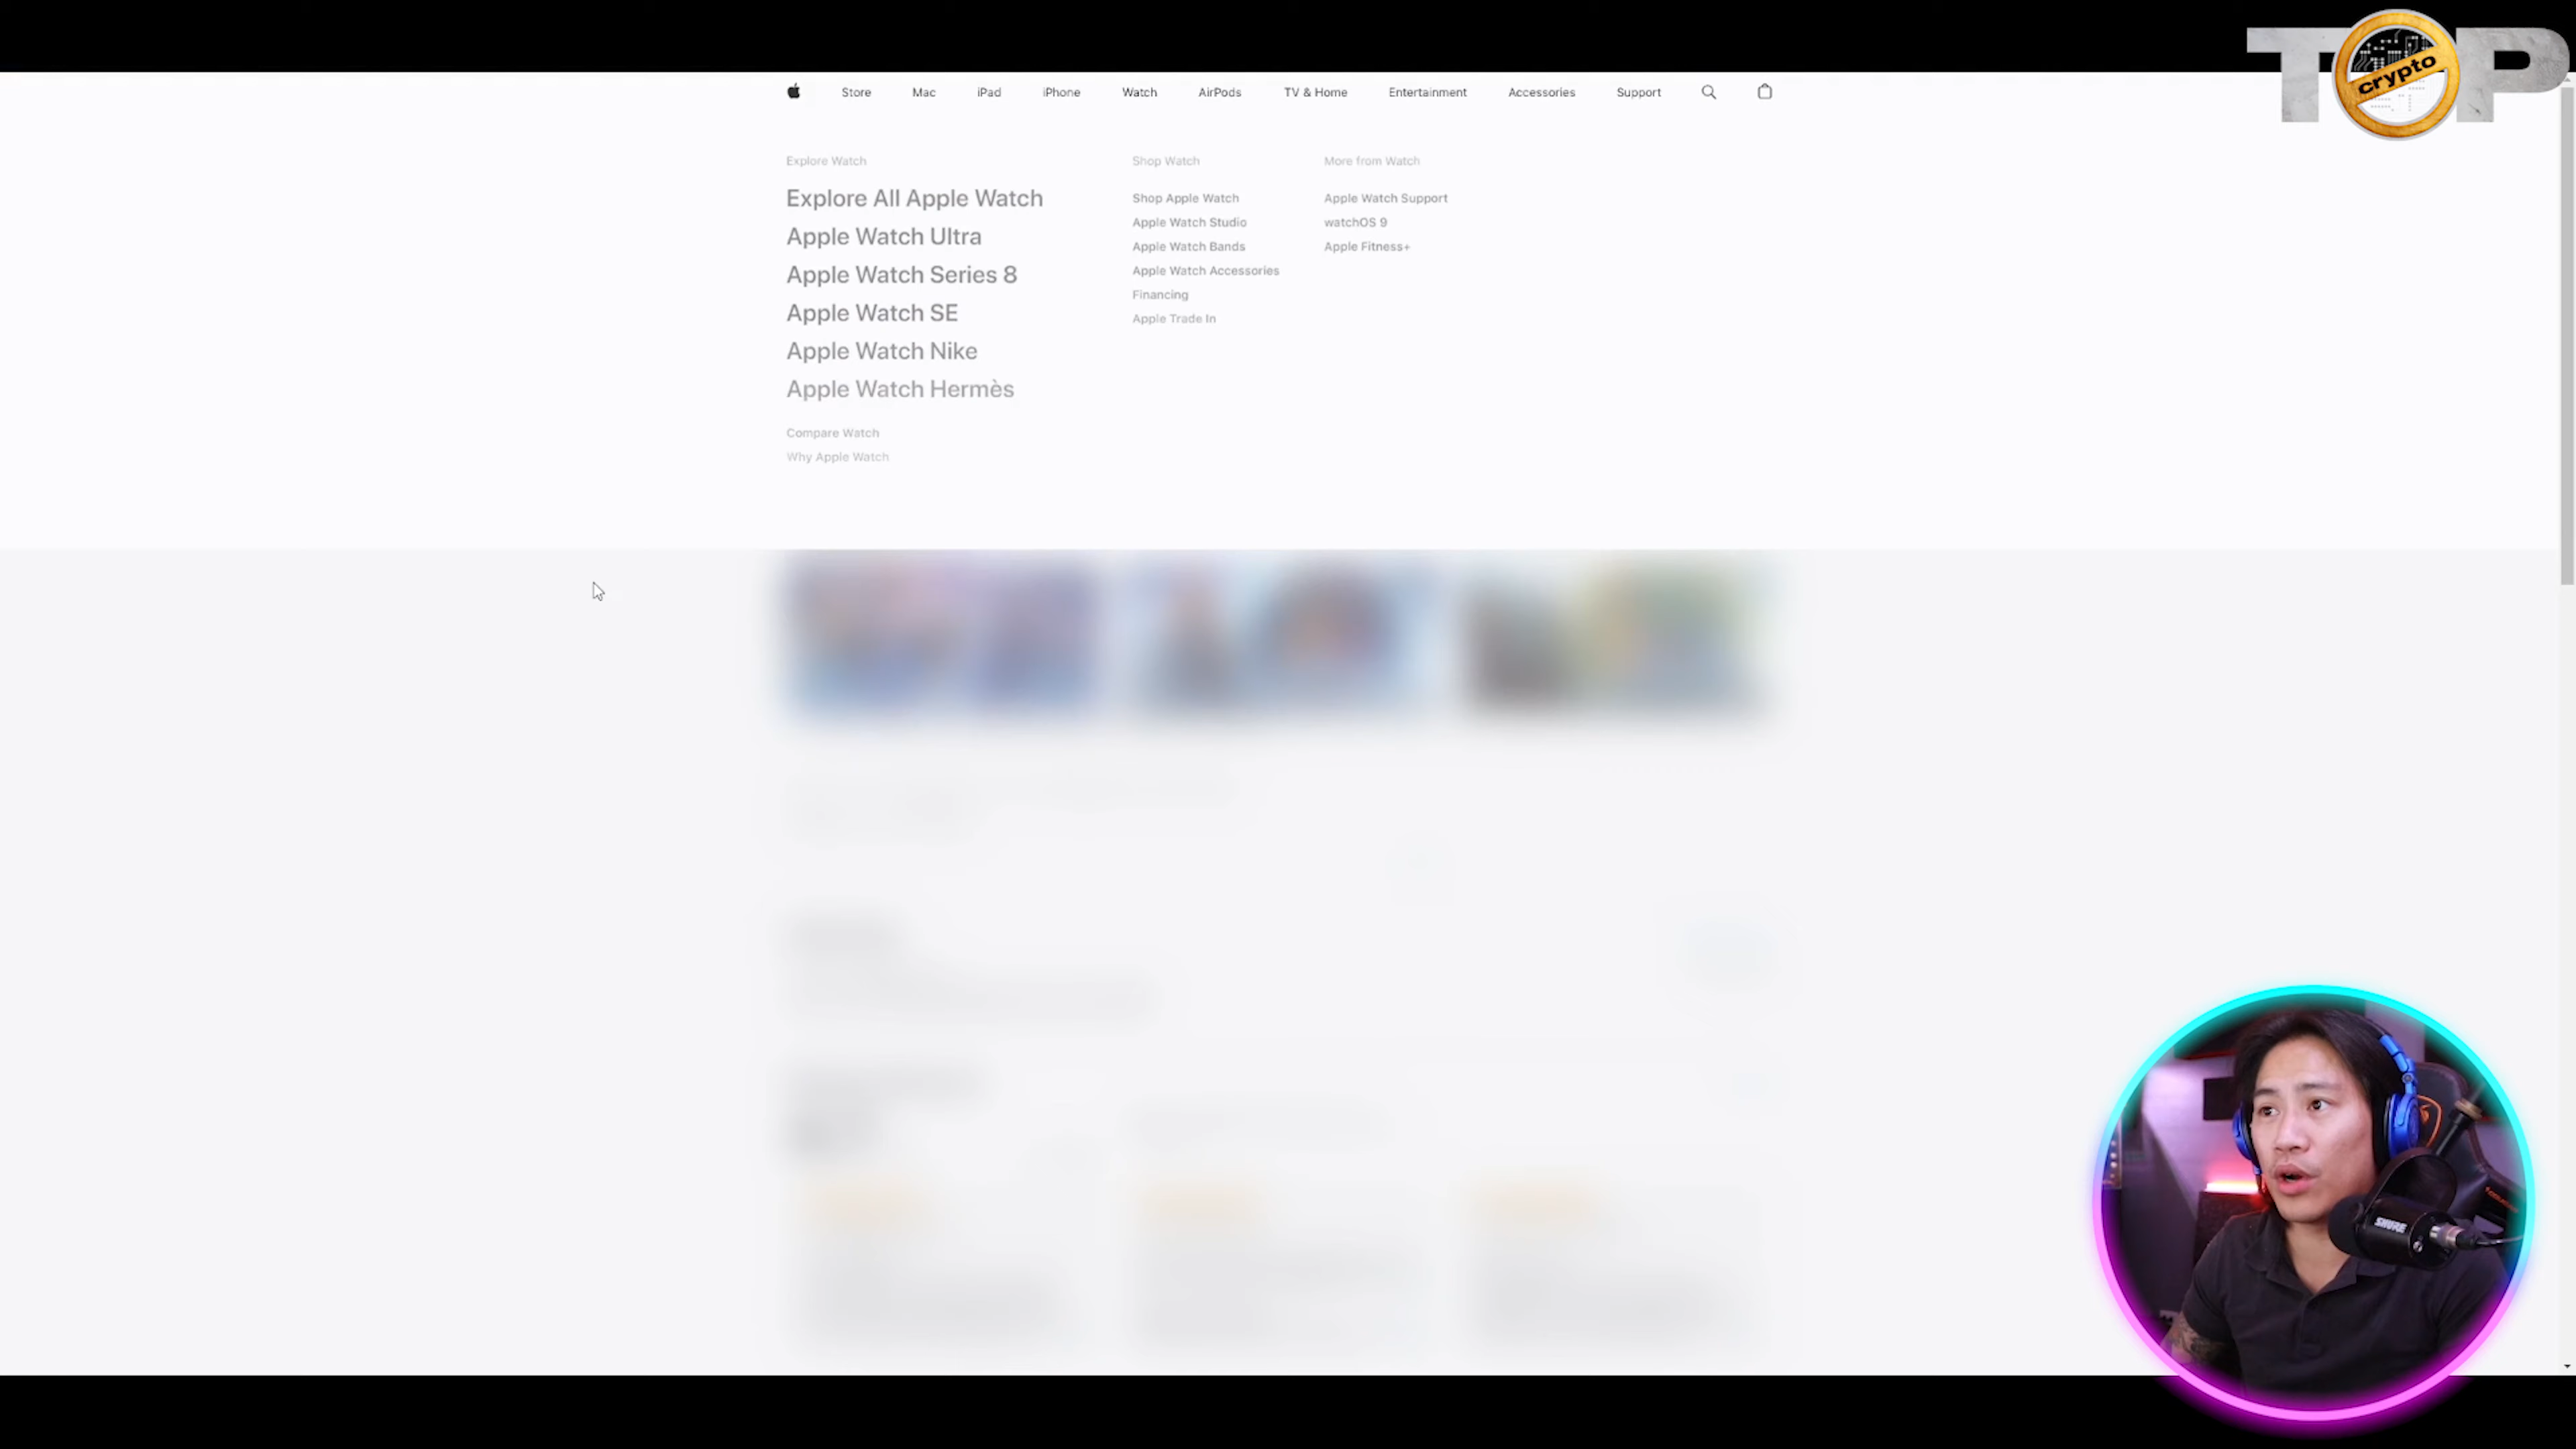 TOP
crypto
Store Mac iPad iPhone Watch AirPods TV & Home Entertainment Accessories Support
Explore Watch
Explore All Apple Watch
Apple Watch Ultra
Apple Watch Series 8
Apple Watch SE
Apple Watch Nike
Apple Watch Hermès
Compare Watch
Why Apple Watch
Shop Watch
Shop Apple Watch
Apple Watch Studio
Apple Watch Bands
Apple Watch Accessories
Financing
Apple Trade In
More from Watch
Apple Watch Support
watchOS 9
Apple Fitness+
SHURE